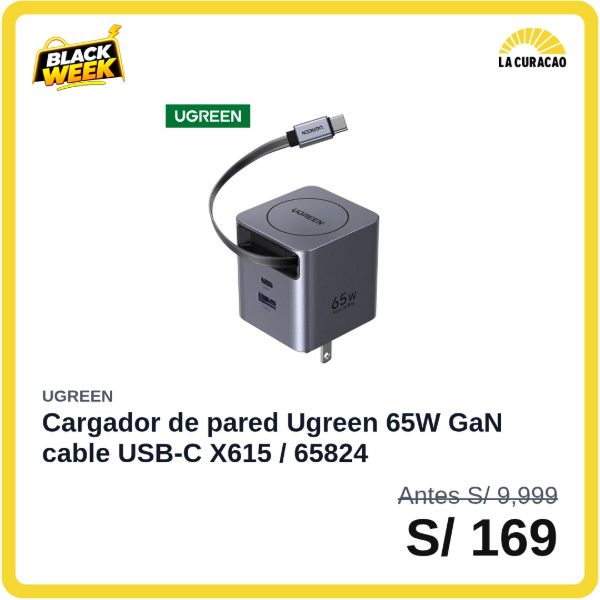 BLACK
WEEK
LA CURACAO
UGREEN
UGREEN
UGREEN
65w
UGREEN
Cargador de pared Ugreen 65W GaN
cable USB-C X615 / 65824
Antes S/ 9,999
S/ 169